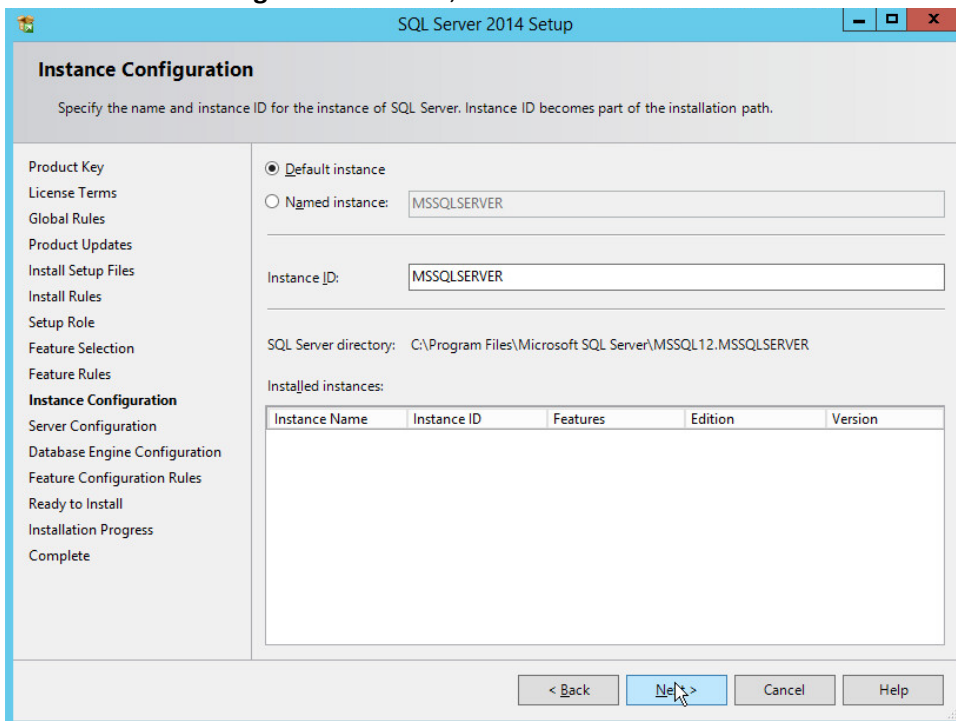 SQL Server 2014 Setup
Instance Configuration
Specify the name and instance ID for the instance of SQL Server. Instance ID becomes part of the installation path.
Product Key
License Terms
Global Rules
Product Updates
Install Setup Files
Install Rules
Setup Role
Feature Selection
Feature Rules
Instance Configuration
Server Configuration
Database Engine Configuration
Feature Configuration Rules
Ready to Install
Installation Progress
Complete
Default instance
Named instance: MSSQLSERVER
Instance ID: MSSQLSERVER
SQL Server directory: C:\Program Files\Microsoft SQL Server\MSSQL12.MSSQLSERVER
Installed instances:
Instance Name Instance ID Features Edition Version
< Back Next > Cancel Help